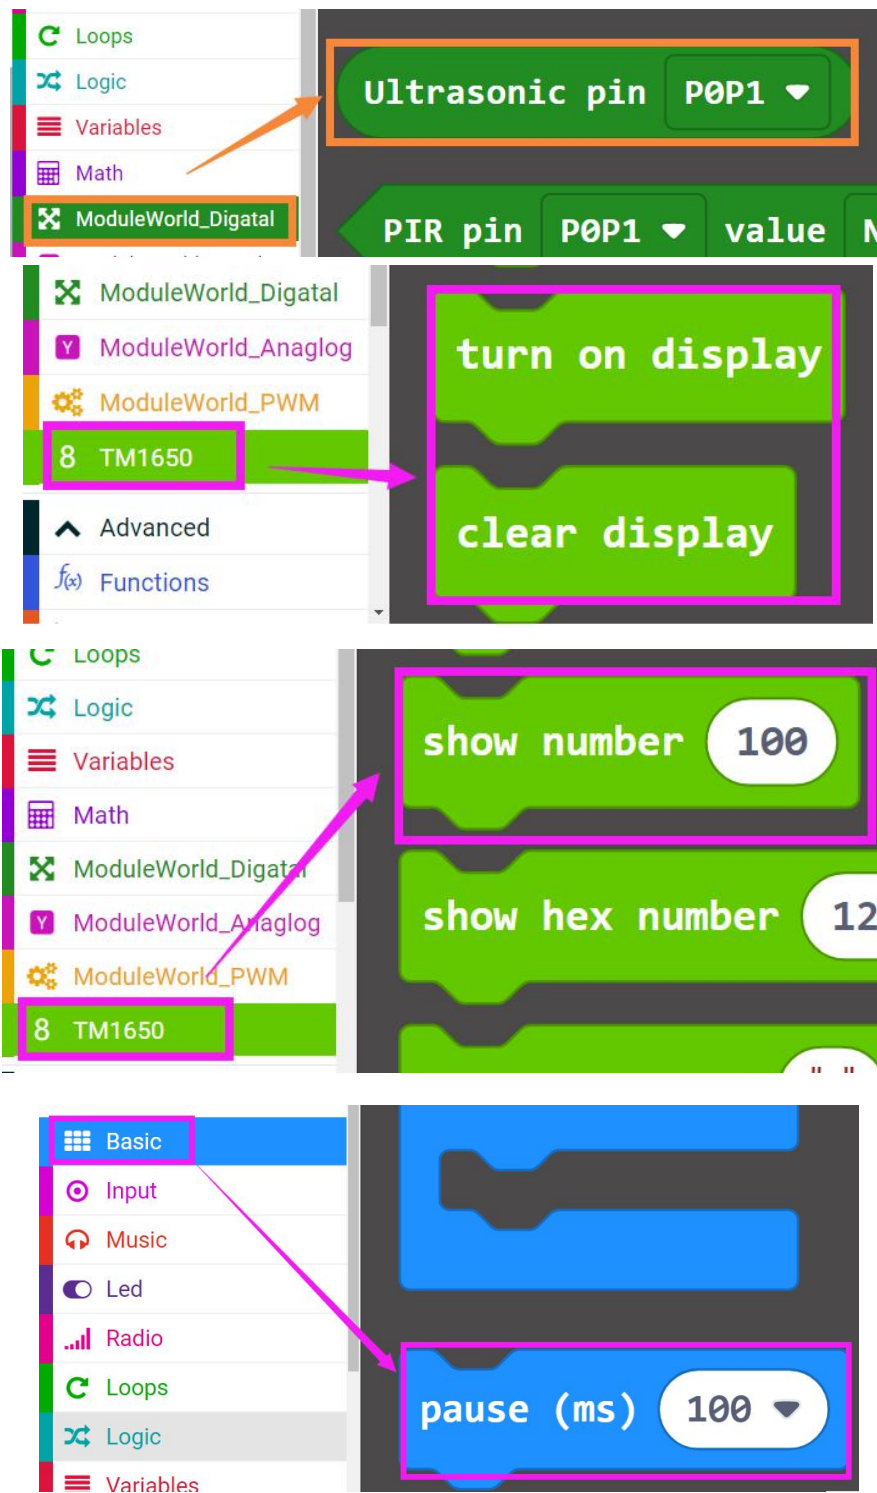 Loops
Logic
Variables
Math
ModuleWorld_Digatal
Ultrasonic pin P0P1
PIR pin P0P1 value N
ModuleWorld_Digatal
ModuleWorld_Anaglog
ModuleWorld_PWM
8 TM1650
Advanced
f(x) Functions
turn on display
clear display
Loops
Logic
Variables
Math
ModuleWorld_Digatal
Y ModuleWorld_Anaglog
ModuleWorld_PWM
8 TM1650
show number 100
show hex number 12
Basic
Input
Music
Led
Radio
Loops
Logic
Variables
pause (ms) 100